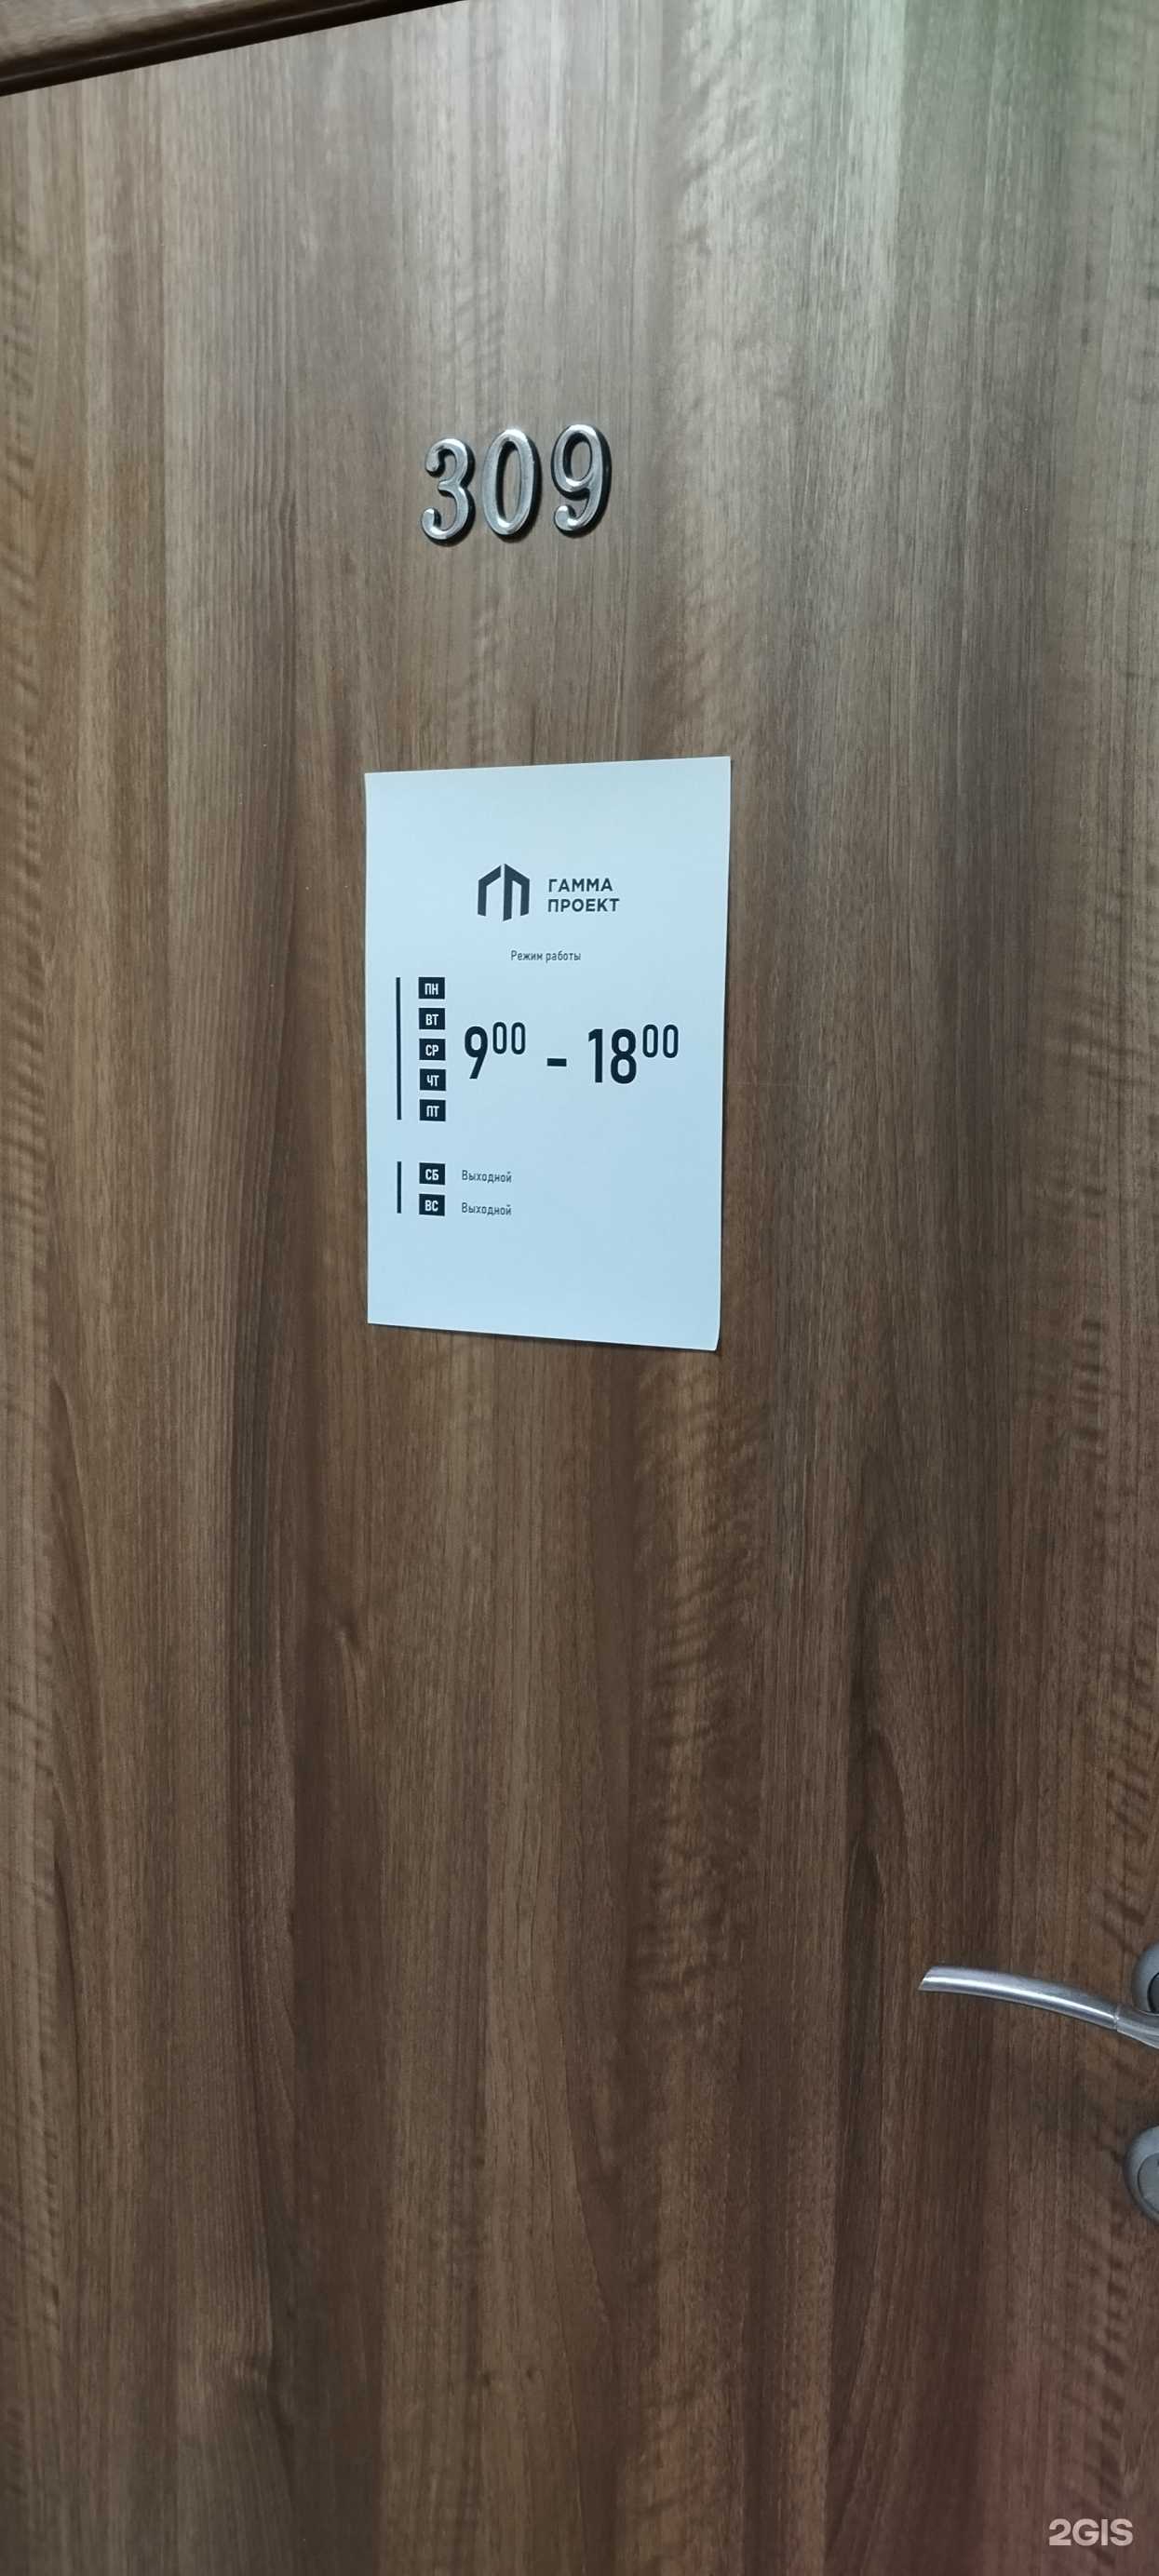 309
ГАММА
ПРОЕКТ
Режим работы
ПН
ВТ
СР
ЧТ
ПТ
9⁰⁰ - 18⁰⁰
СБ Выходной
ВС Выходной
2GIS